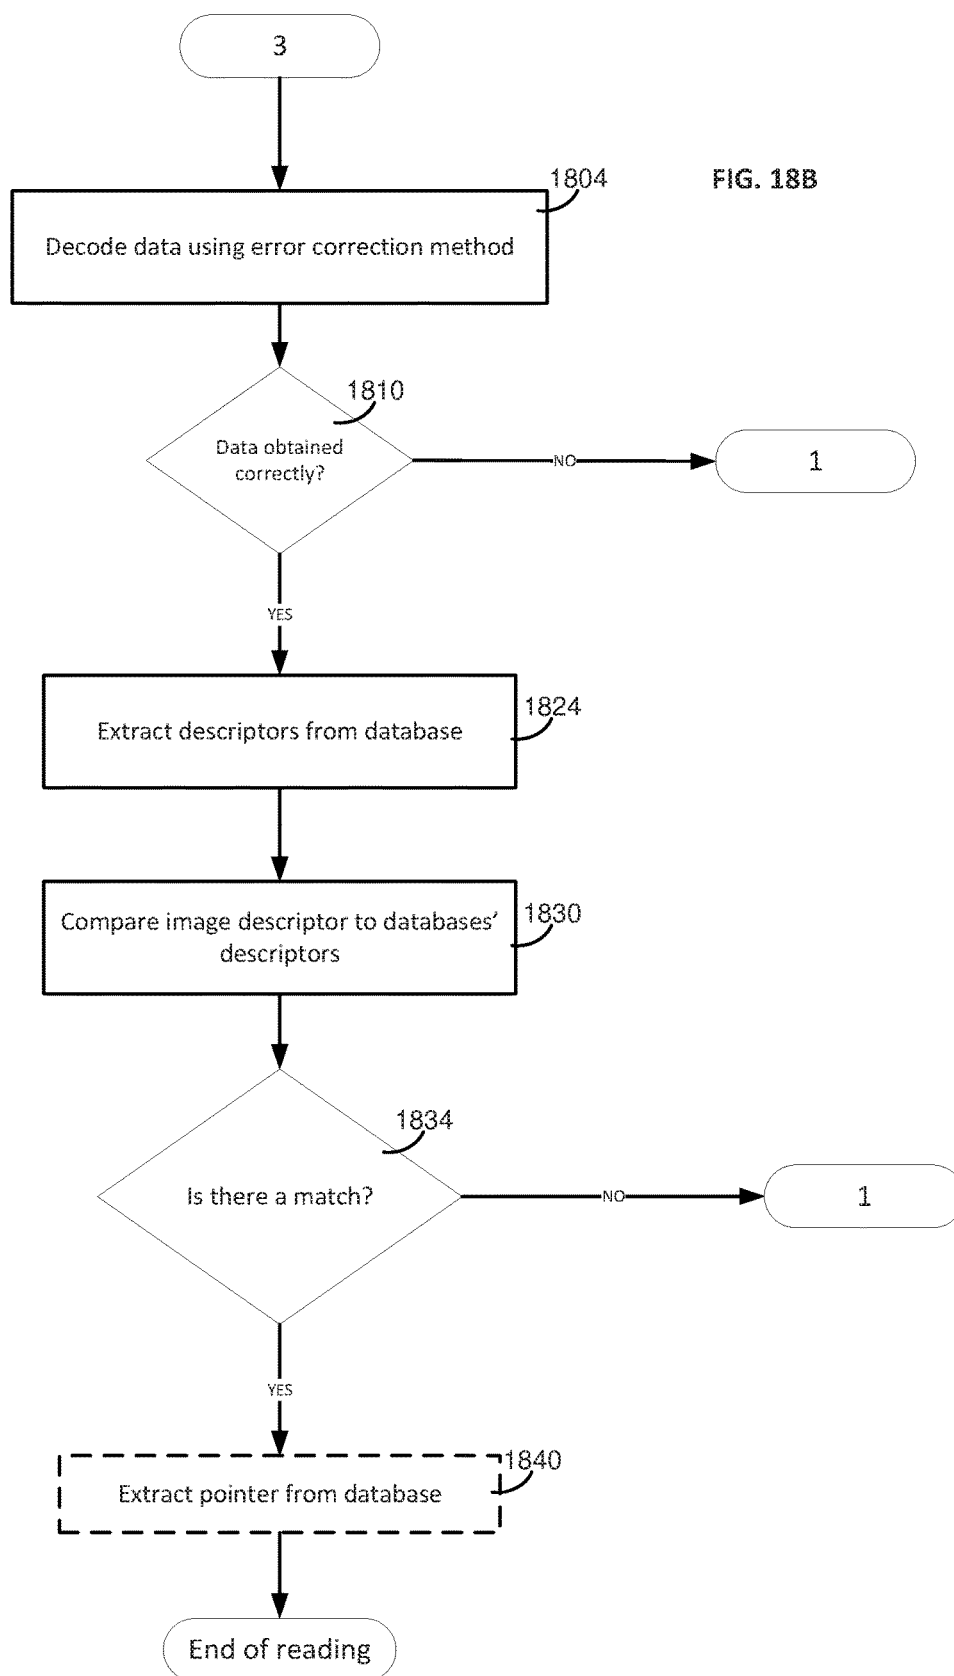 3
FIG. 18B
1804
Decode data using error correction method
1810
Data obtained
correctly?
NO
1
YES
1824
Extract descriptors from database
1830
Compare image descriptor to databases’
descriptors
1834
Is there a match?
NO
1
YES
1840
Extract pointer from database
End of reading